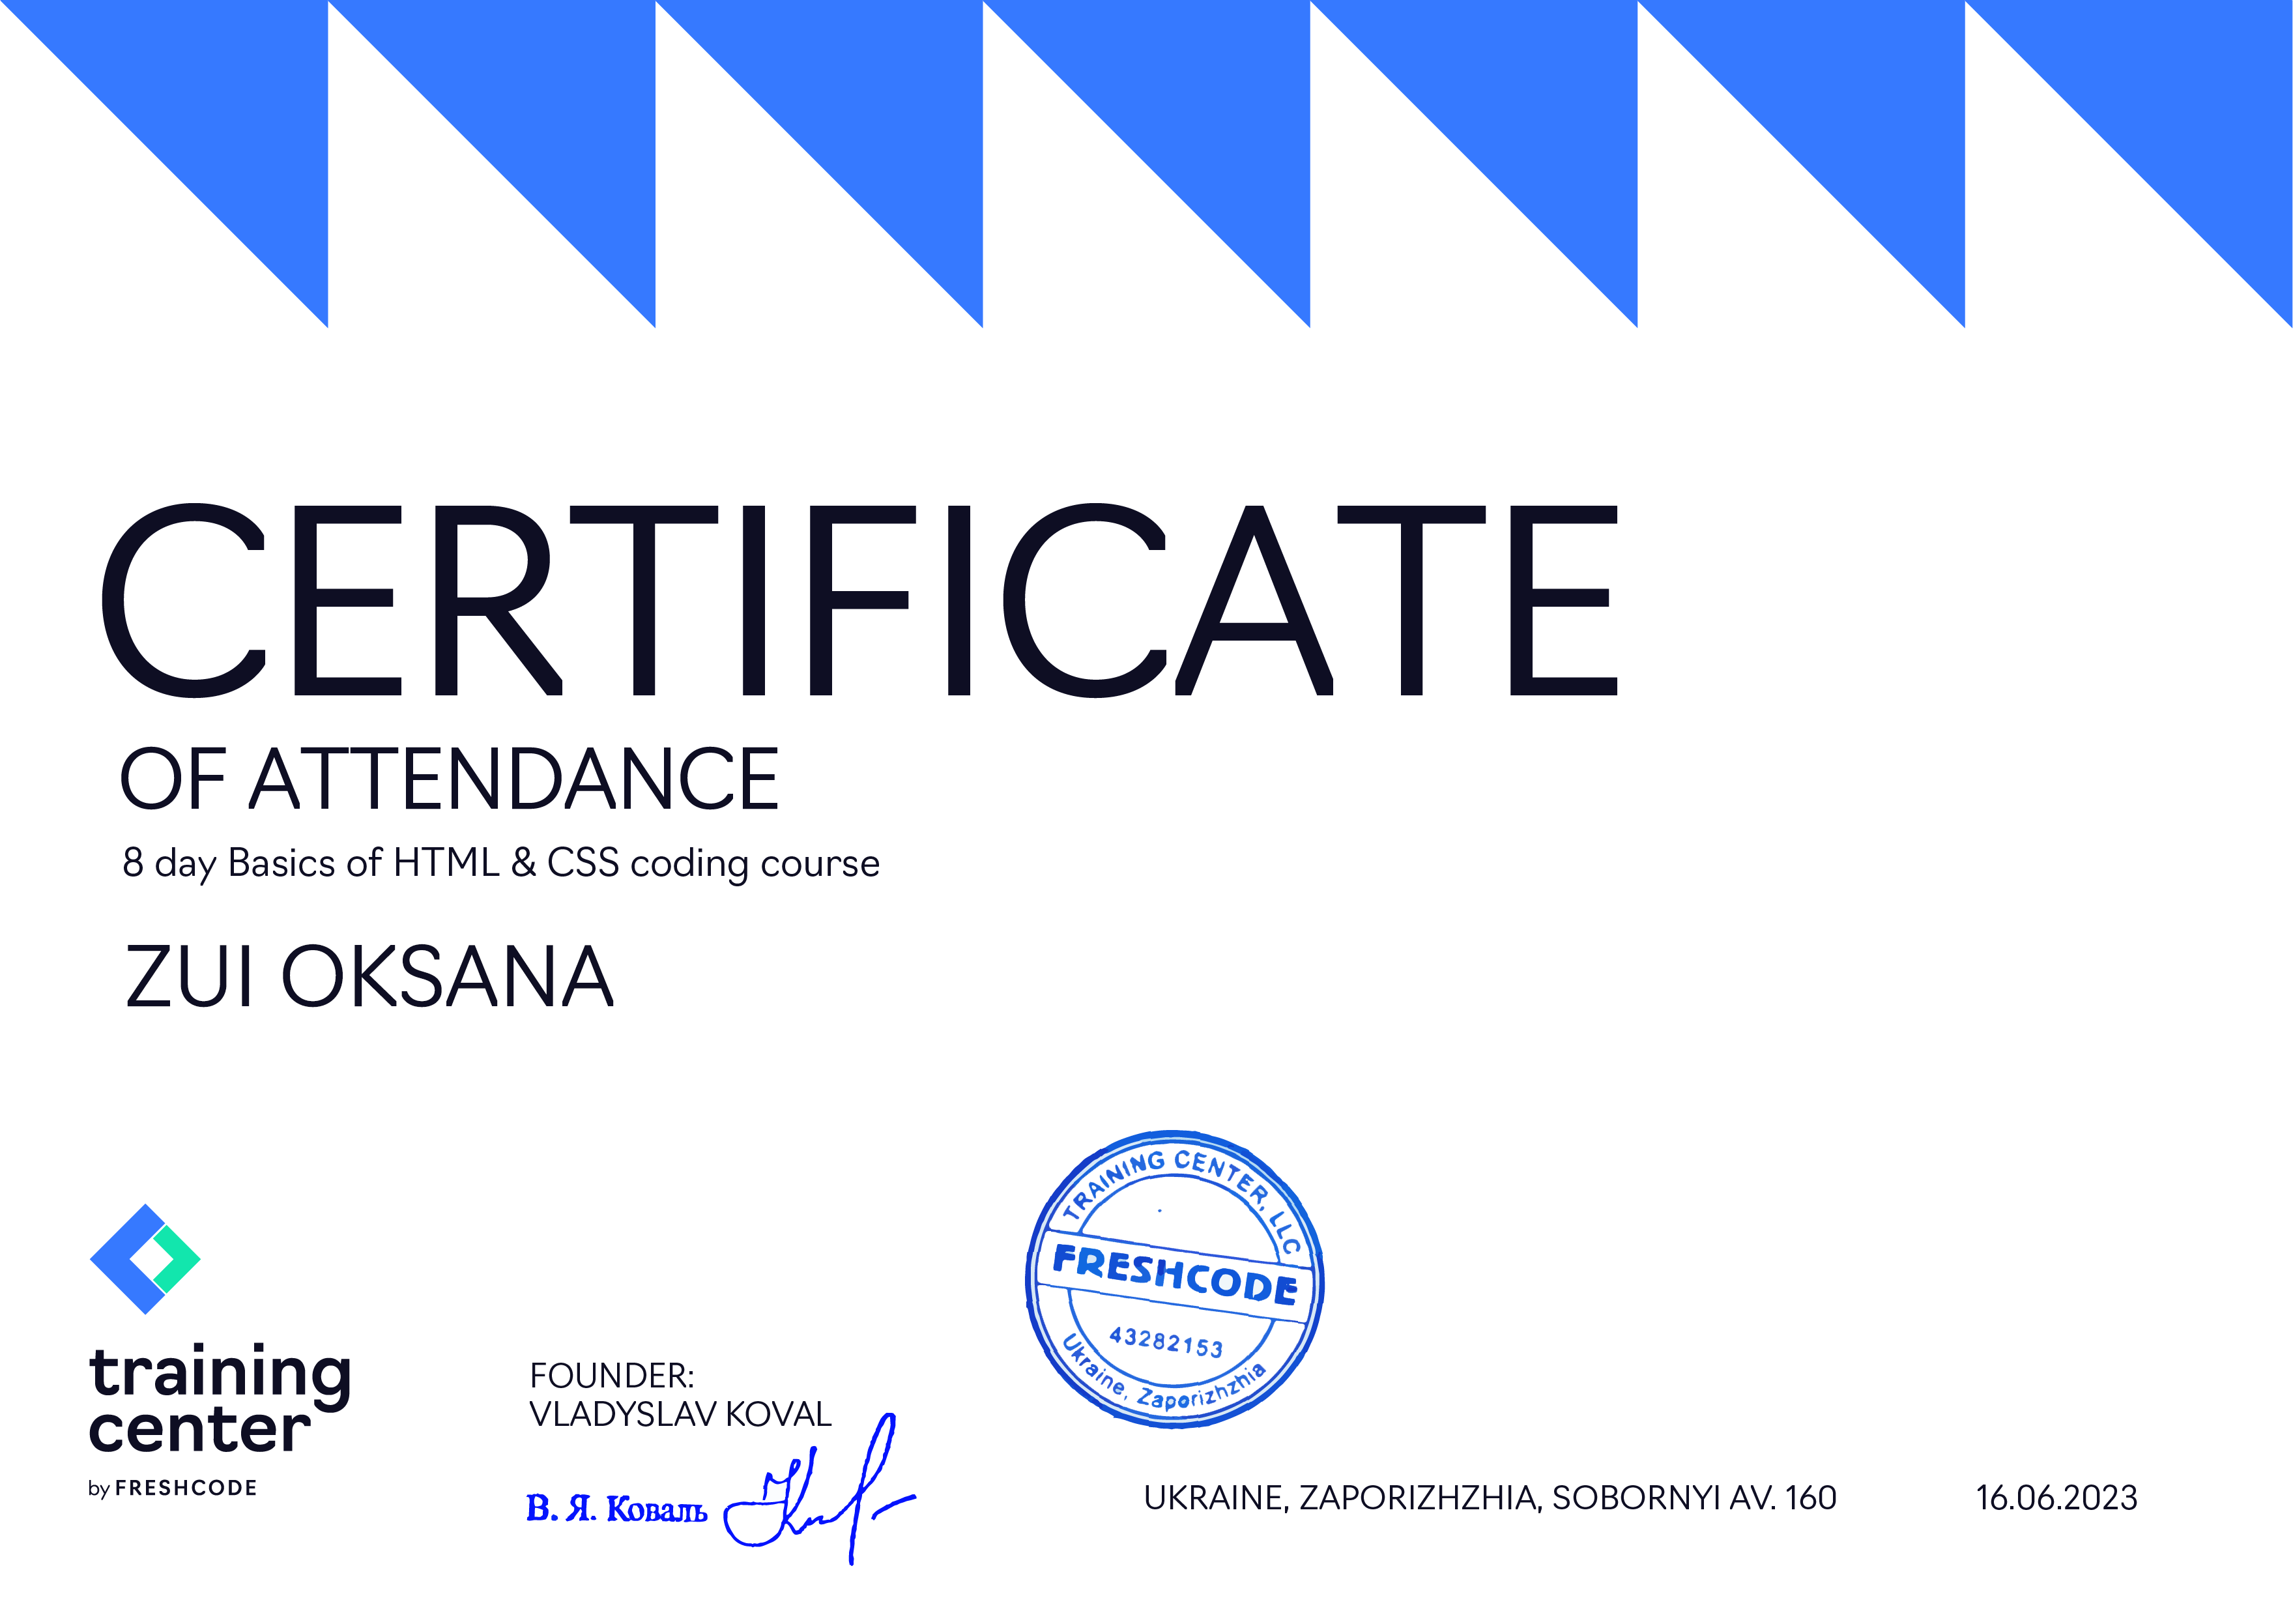 CERTIFICATE
OF ATTENDANCE
8 day Basics of HTML & CSS coding course
ZUI OKSANA
TRAINING CENTER, LLC
FRESHCODE
43282153
Ukraine, Zaporizhzhia
training
center
by FRESHCODE
FOUNDER:
VLADYSLAV KOVAL
В. Я. Коваль
UKRAINE, ZAPORIZHZHIA, SOBORNYI AV. 160
16.06.2023